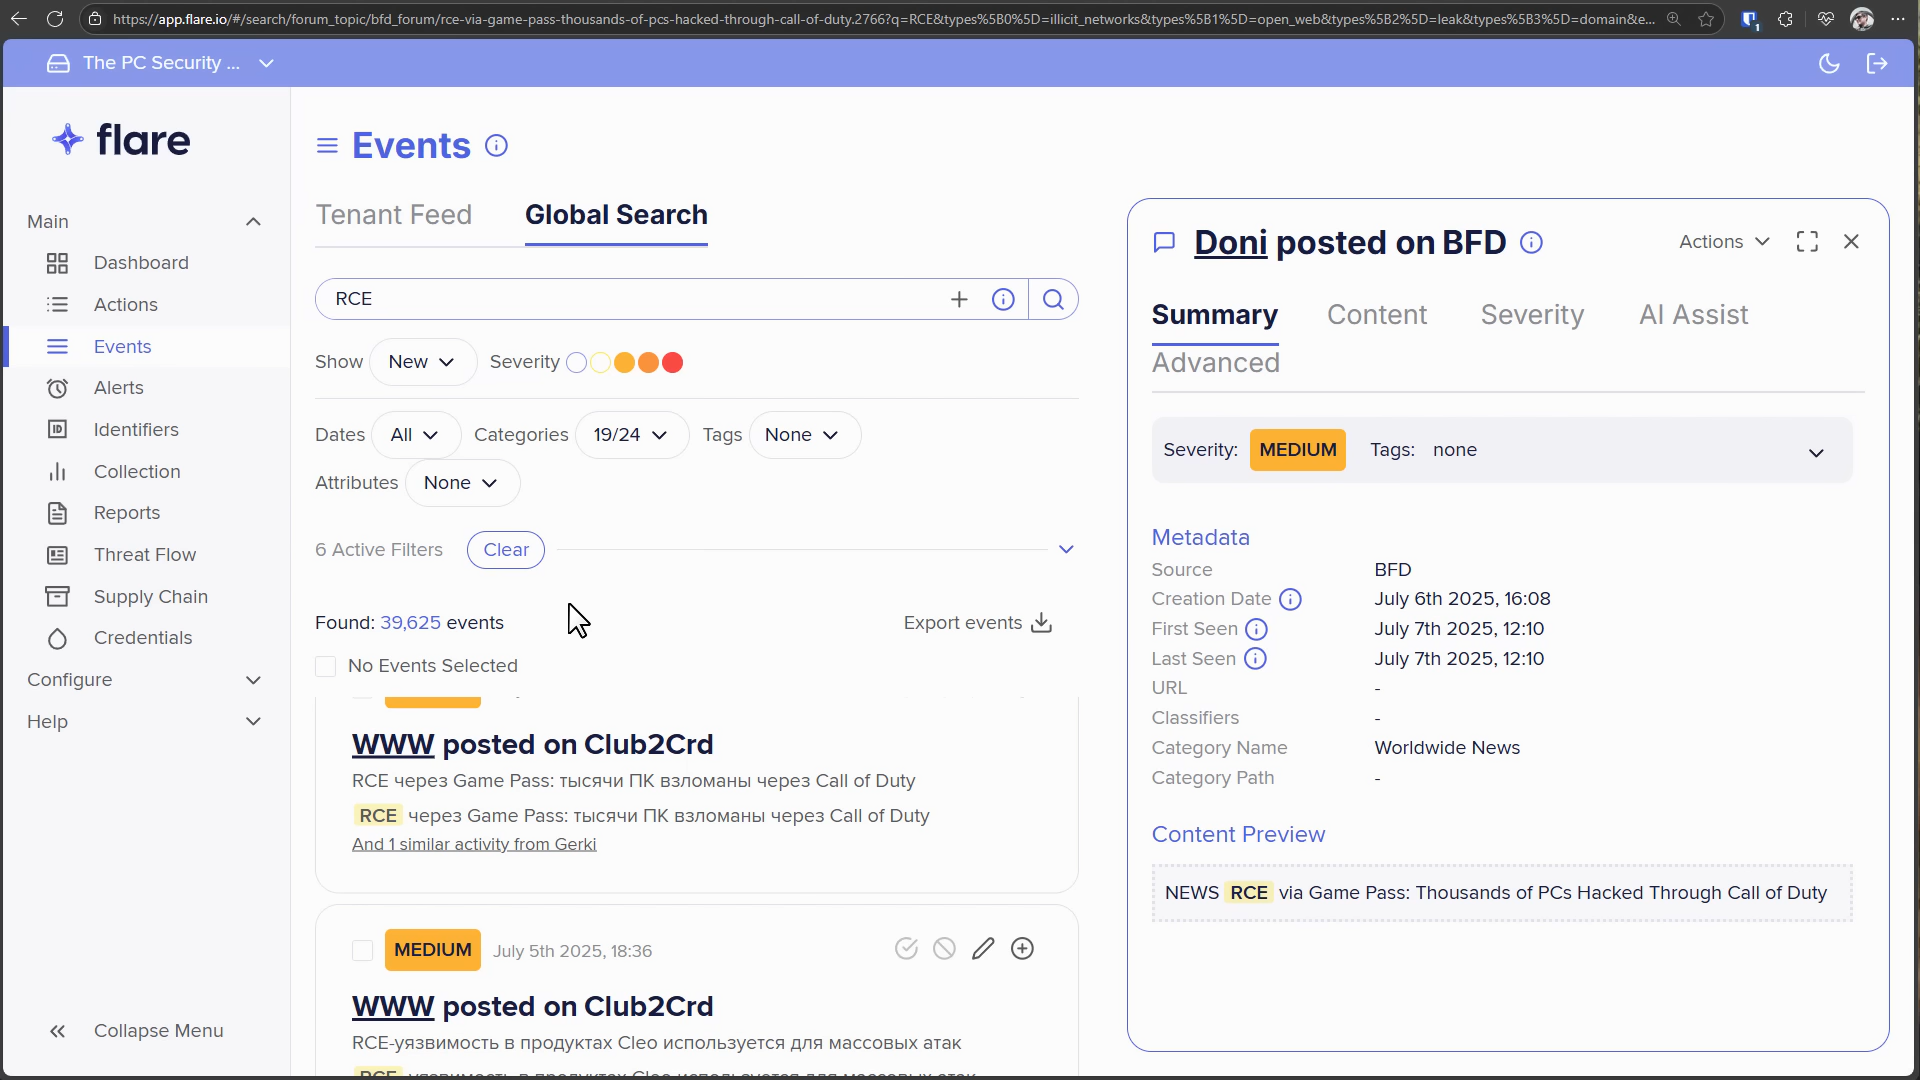 https://app.flare.io/#/search/forum_topic/bfd_forum/rce-via-game-pass-thousands-of-pcs-hacked-through-call-of-duty.2766?q=RCE&types%5B0%5D=illicit_networks&types%5B1%5D=open_web&types%5B2%5D=leak&types%5B3%5D=domain&e...
1
The PC Security ...
flare
Main
Dashboard
Actions
Events
Alerts
Identifiers
Collection
Reports
Threat Flow
Supply Chain
Credentials
Configure
Help
Collapse Menu
Events
Tenant Feed
Global Search
RCE
Show New Severity
Dates All Categories 19/24 Tags None
Attributes None
6 Active Filters Clear
Found: 39,625 events Export events
No Events Selected
WWW posted on Club2Crd
RCE через Game Pass: тысячи ПК взломаны через Call of Duty
RCE через Game Pass: тысячи ПК взломаны через Call of Duty
And 1 similar activity from Gerki
MEDIUM July 5th 2025, 18:36
WWW posted on Club2Crd
RCE-уязвимость в продуктах Cleo используется для массовых атак
RCE-уязвимость в продуктах Cleo используется для массовых атак
Doni posted on BFD
Actions
Summary Content Severity AI Assist
Advanced
Severity: MEDIUM Tags: none
Metadata
Source BFD
Creation Date July 6th 2025, 16:08
First Seen July 7th 2025, 12:10
Last Seen July 7th 2025, 12:10
URL -
Classifiers -
Category Name Worldwide News
Category Path -
Content Preview
NEWS RCE via Game Pass: Thousands of PCs Hacked Through Call of Duty